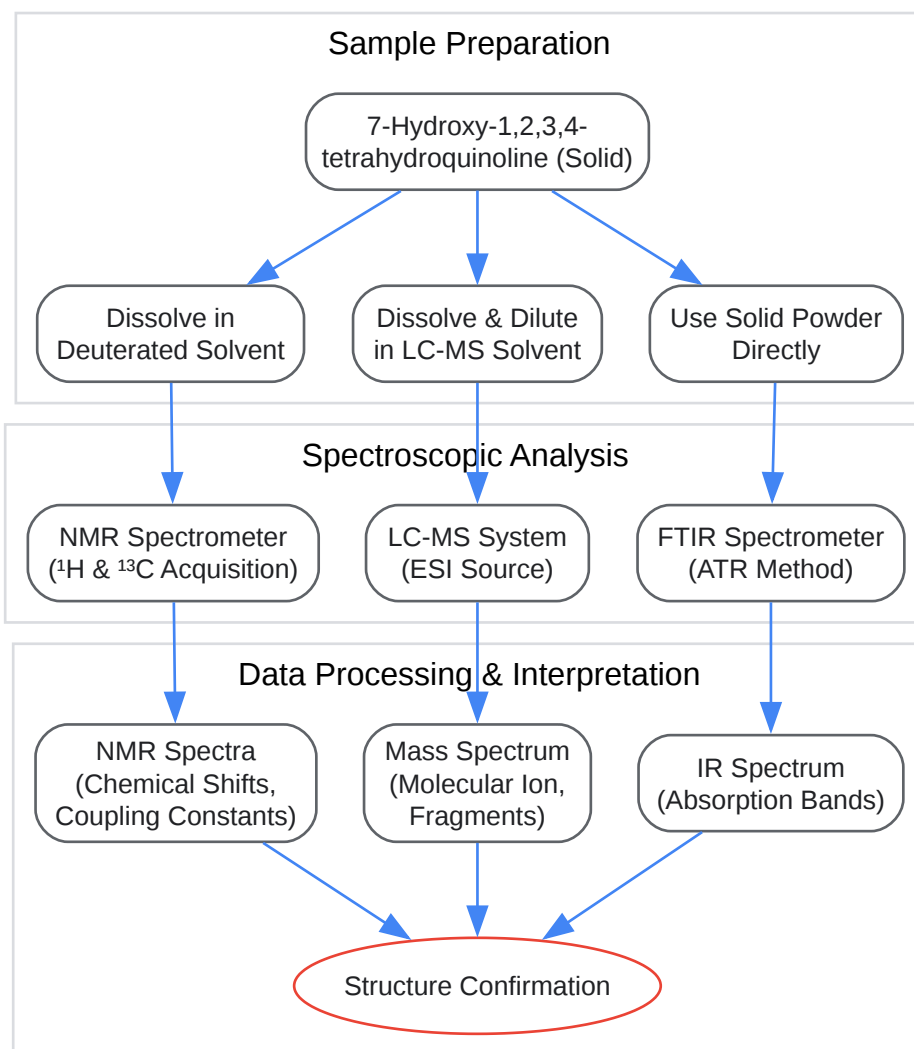 Sample Preparation
7-Hydroxy-1,2,3,4-
tetrahydroquinoline (Solid)
Dissolve in
Deuterated Solvent
Dissolve & Dilute
in LC-MS Solvent
Use Solid Powder
Directly
Spectroscopic Analysis
NMR Spectrometer
(¹H & ¹³C Acquisition)
LC-MS System
(ESI Source)
FTIR Spectrometer
(ATR Method)
Data Processing & Interpretation
NMR Spectra
(Chemical Shifts,
Coupling Constants)
Mass Spectrum
(Molecular Ion,
Fragments)
IR Spectrum
(Absorption Bands)
Structure Confirmation